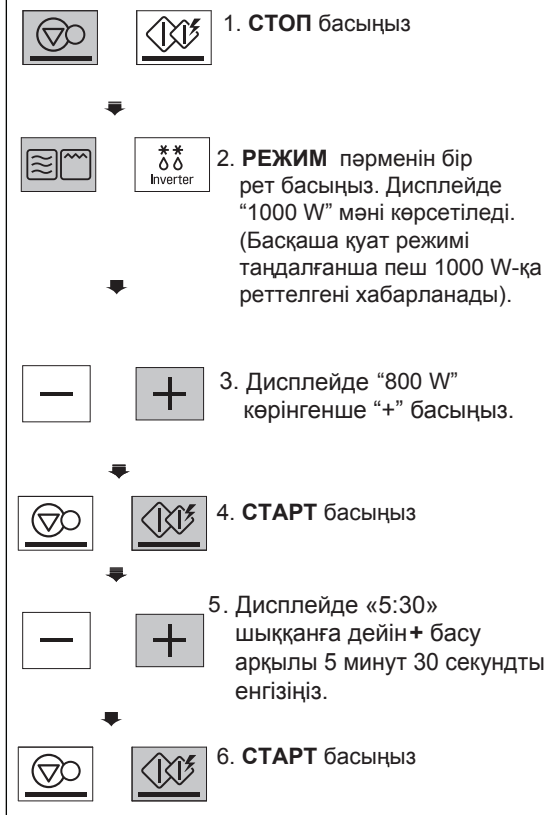 1. СТОП басыңыз
Inverter
2. РЕЖИМ пәрменін бір
рет басыңыз. Дисплейде
“1000 W” мәні көрсетіледі.
(Басқаша қуат режимі
таңдалғанша пеш 1000 W-қа
реттелгені хабарланады).
3. Дисплейде “800 W”
көрінгенше “+” басыңыз.
4. СТАРТ басыңыз
5. Дисплейде «5:30»
шыққанға дейін + басу
арқылы 5 минут 30 секундты
енгізіңіз.
6. СТАРТ басыңыз